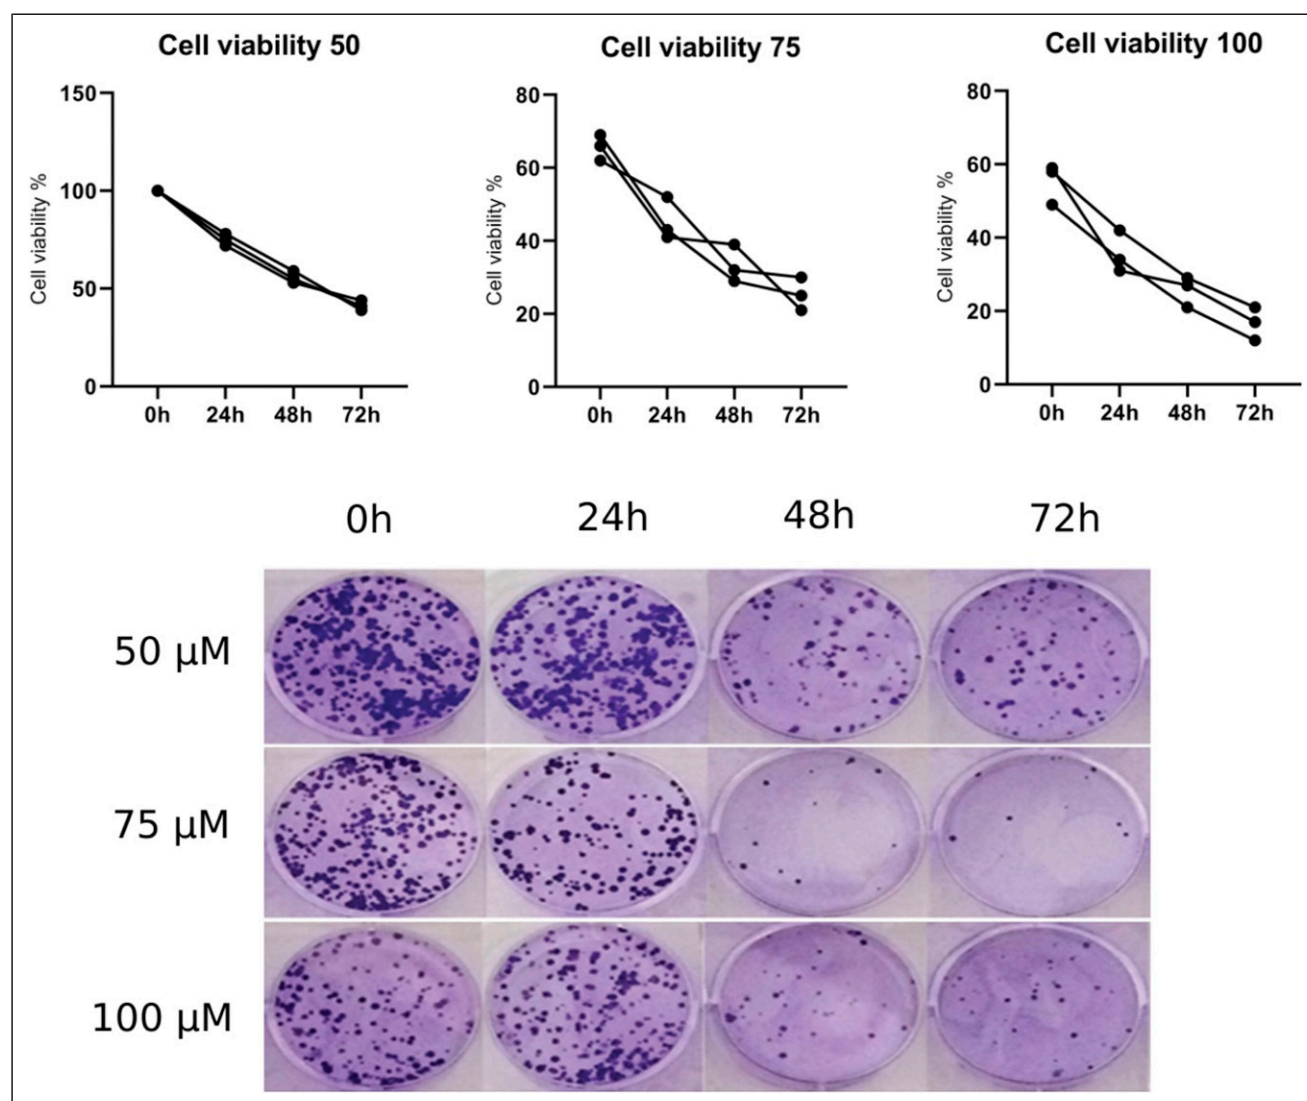 Cell viability 50
Cell viability %
150
100
50
0
0h 24h 48h 72h
Cell viability 75
Cell viability %
80
60
40
20
0
0h 24h 48h 72h
Cell viability 100
Cell viability %
80
60
40
20
0
0h 24h 48h 72h
0h 24h 48h 72h
50 µM
75 µM
100 µM